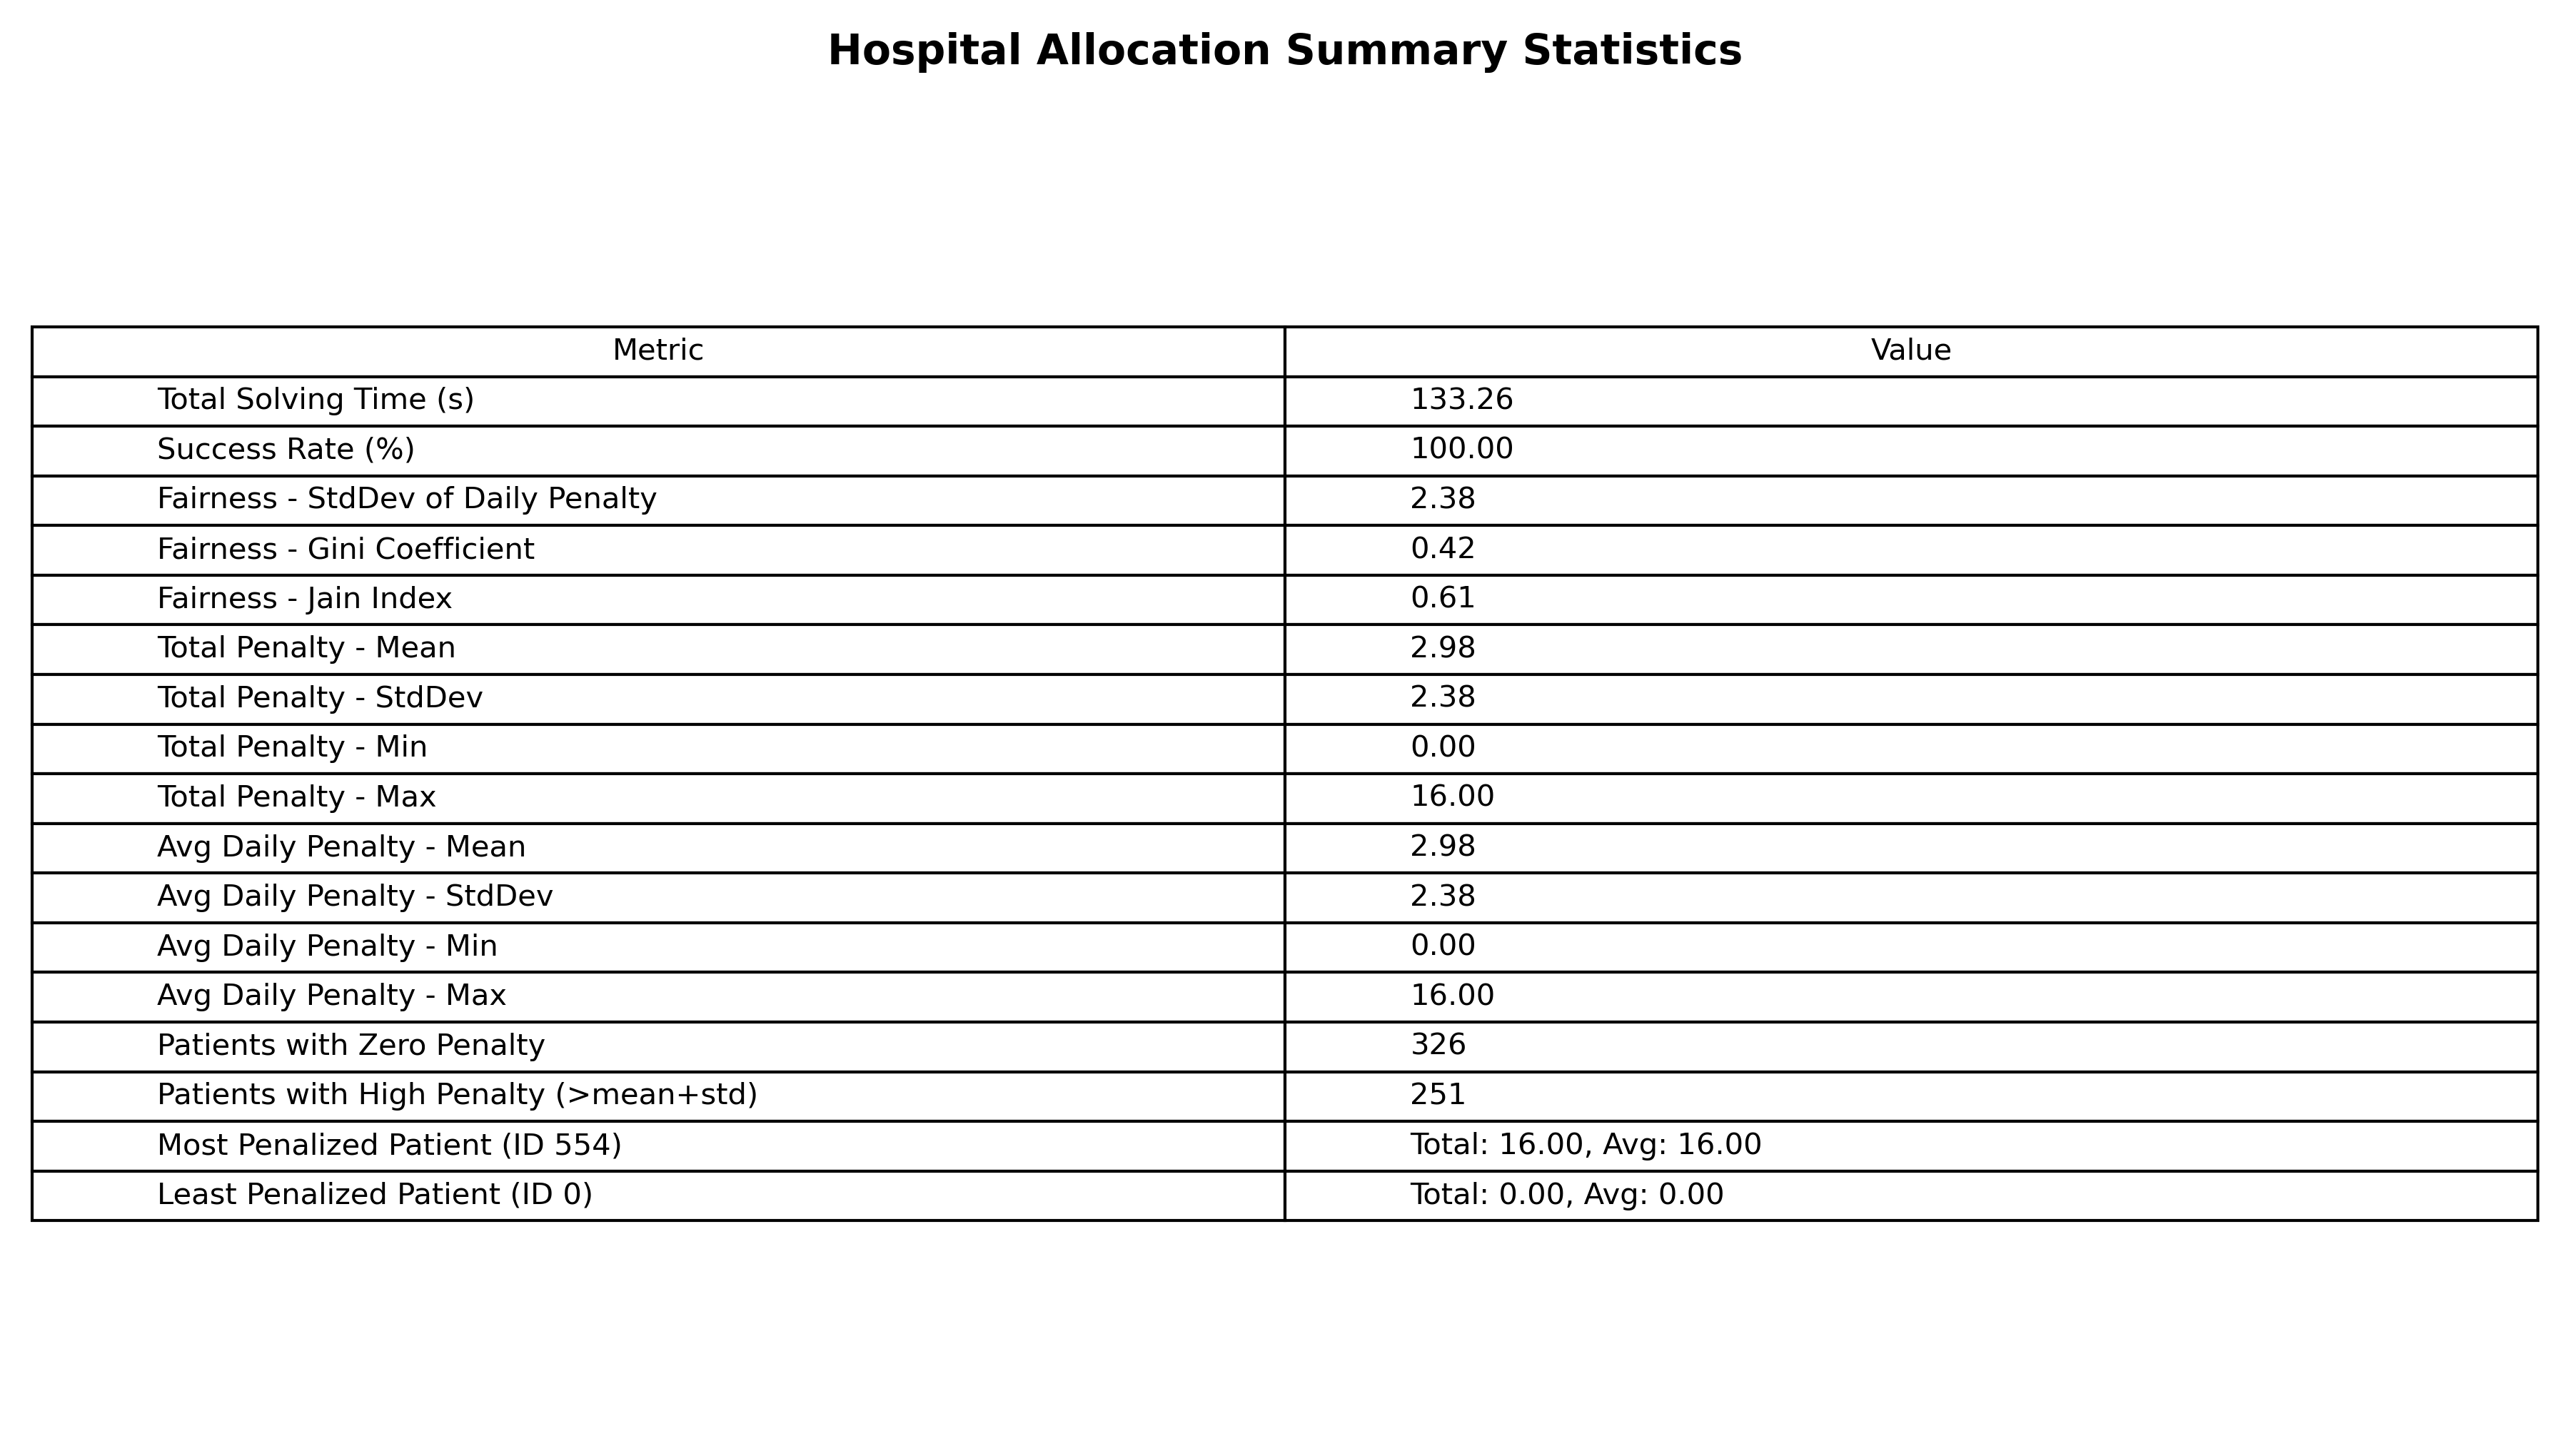 Hospital Allocation Summary Statistics
Metric Value
Total Solving Time (s) 133.26
Success Rate (%) 100.00
Fairness - StdDev of Daily Penalty 2.38
Fairness - Gini Coefficient 0.42
Fairness - Jain Index 0.61
Total Penalty - Mean 2.98
Total Penalty - StdDev 2.38
Total Penalty - Min 0.00
Total Penalty - Max 16.00
Avg Daily Penalty - Mean 2.98
Avg Daily Penalty - StdDev 2.38
Avg Daily Penalty - Min 0.00
Avg Daily Penalty - Max 16.00
Patients with Zero Penalty 326
Patients with High Penalty (>mean+std) 251
Most Penalized Patient (ID 554) Total: 16.00, Avg: 16.00
Least Penalized Patient (ID 0) Total: 0.00, Avg: 0.00